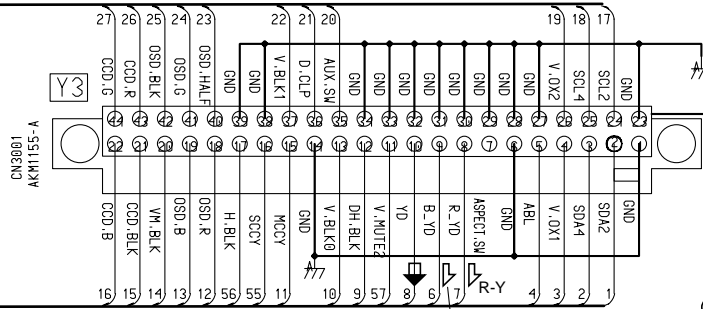 27 26 25 24 23 22 21 20 19 18 17
CCD.G CCD.R OSD.BLK OSD.G OSD.HALF GND GND V.BLK1 D.CLP AUX.SW GND GND GND GND GND GND GND GND V.OX2 SCL4 SCL2 GND
Y3
CN3001
AKM1155-A
44 43 42 41 40 39 38 37 36 35 34 33 32 31 30 29 28 27 26 25 24 23
22 21 20 19 18 17 16 15 14 13 12 11 10 9 8 7 6 5 4 3 2 1
CCD.B CCD.BLK VM.BLK OSD.B OSD.R H.BLK SCCY MCCY GND V.BLK0 DH.BLK V.MUTE2 YD B_YD R_YD ASPECT.SW GND ABL V.OX1 SDA4 SDA2 GND
R-Y
16 15 14 13 12 56 55 11 10 9 57 8 6 7 4 3 2 1